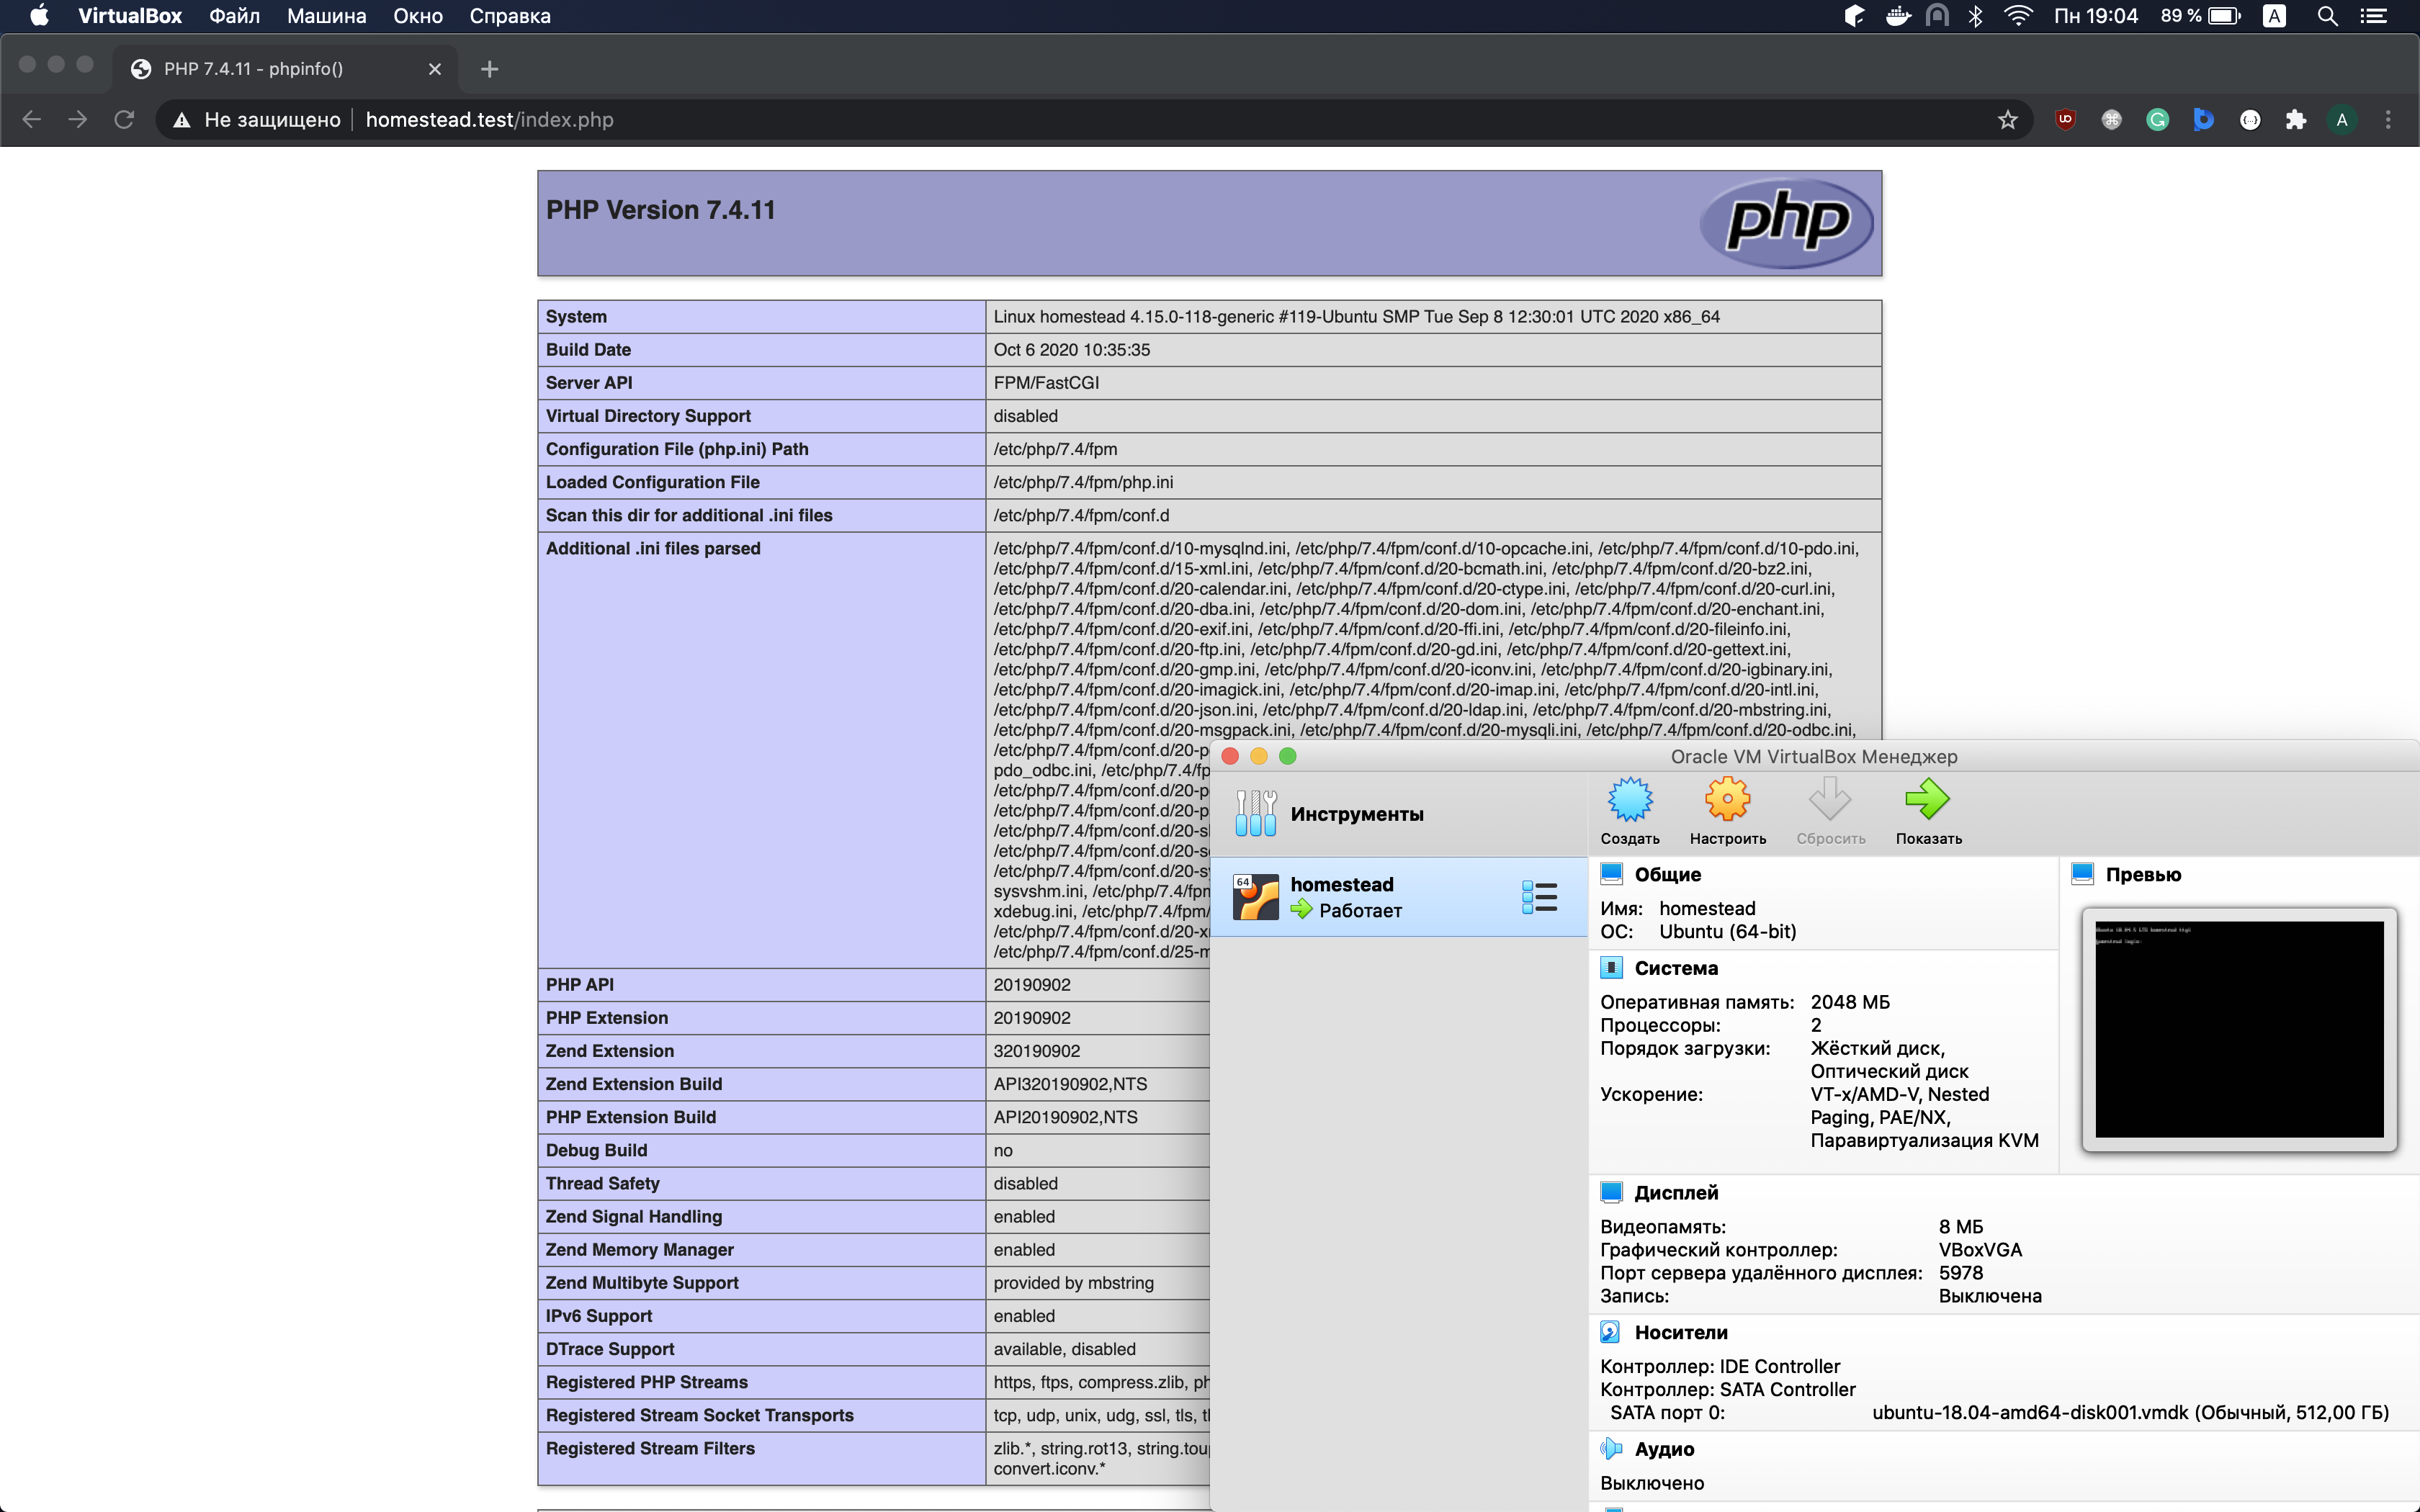 VirtualBox Файл Машина Окно Справка Пн 19:04 89 % A
PHP 7.4.11 - phpinfo()
Не защищено homestead.test/index.php A
PHP Version 7.4.11
php
System Linux homestead 4.15.0-118-generic #119-Ubuntu SMP Tue Sep 8 12:30:01 UTC 2020 x86_64
Build Date Oct 6 2020 10:35:35
Server API FPM/FastCGI
Virtual Directory Support disabled
Configuration File (php.ini) Path /etc/php/7.4/fpm
Loaded Configuration File /etc/php/7.4/fpm/php.ini
Scan this dir for additional .ini files /etc/php/7.4/fpm/conf.d
Additional .ini files parsed /etc/php/7.4/fpm/conf.d/10-mysqlnd.ini, /etc/php/7.4/fpm/conf.d/10-opcache.ini, /etc/php/7.4/fpm/conf.d/10-pdo.ini,
/etc/php/7.4/fpm/conf.d/15-xml.ini, /etc/php/7.4/fpm/conf.d/20-bcmath.ini, /etc/php/7.4/fpm/conf.d/20-bz2.ini,
/etc/php/7.4/fpm/conf.d/20-calendar.ini, /etc/php/7.4/fpm/conf.d/20-ctype.ini, /etc/php/7.4/fpm/conf.d/20-curl.ini,
/etc/php/7.4/fpm/conf.d/20-dba.ini, /etc/php/7.4/fpm/conf.d/20-dom.ini, /etc/php/7.4/fpm/conf.d/20-enchant.ini,
/etc/php/7.4/fpm/conf.d/20-exif.ini, /etc/php/7.4/fpm/conf.d/20-ffi.ini, /etc/php/7.4/fpm/conf.d/20-fileinfo.ini,
/etc/php/7.4/fpm/conf.d/20-ftp.ini, /etc/php/7.4/fpm/conf.d/20-gd.ini, /etc/php/7.4/fpm/conf.d/20-gettext.ini,
/etc/php/7.4/fpm/conf.d/20-gmp.ini, /etc/php/7.4/fpm/conf.d/20-iconv.ini, /etc/php/7.4/fpm/conf.d/20-igbinary.ini,
/etc/php/7.4/fpm/conf.d/20-imagick.ini, /etc/php/7.4/fpm/conf.d/20-imap.ini, /etc/php/7.4/fpm/conf.d/20-intl.ini,
/etc/php/7.4/fpm/conf.d/20-json.ini, /etc/php/7.4/fpm/conf.d/20-ldap.ini, /etc/php/7.4/fpm/conf.d/20-mbstring.ini,
/etc/php/7.4/fpm/conf.d/20-msgpack.ini, /etc/php/7.4/fpm/conf.d/20-mysqli.ini, /etc/php/7.4/fpm/conf.d/20-odbc.ini,
/etc/php/7.4/fpm/conf.d/20-p
pdo_odbc.ini, /etc/php/7.4/fp
/etc/php/7.4/fpm/conf.d/20-p
/etc/php/7.4/fpm/conf.d/20-p
/etc/php/7.4/fpm/conf.d/20-s
/etc/php/7.4/fpm/conf.d/20-s
/etc/php/7.4/fpm/conf.d/20-s
sysvshm.ini, /etc/php/7.4/fpm
xdebug.ini, /etc/php/7.4/fpm/
/etc/php/7.4/fpm/conf.d/20-x
/etc/php/7.4/fpm/conf.d/25-m
PHP API 20190902
PHP Extension 20190902
Zend Extension 320190902
Zend Extension Build API320190902,NTS
PHP Extension Build API20190902,NTS
Debug Build no
Thread Safety disabled
Zend Signal Handling enabled
Zend Memory Manager enabled
Zend Multibyte Support provided by mbstring
IPv6 Support enabled
DTrace Support available, disabled
Registered PHP Streams https, ftps, compress.zlib, ph
Registered Stream Socket Transports tcp, udp, unix, udg, ssl, tls, tl
Registered Stream Filters zlib.*, string.rot13, string.tou
convert.iconv.*
Oracle VM VirtualBox Менеджер
Инструменты
Создать Настроить Сбросить Показать
64 homestead
Работает
Общие
Имя: homestead
ОС: Ubuntu (64-bit)
Превью
Система
Оперативная память: 2048 МБ
Процессоры: 2
Порядок загрузки: Жёсткий диск,
Оптический диск
Ускорение: VT-x/AMD-V, Nested
Paging, PAE/NX,
Паравиртуализация KVM
Дисплей
Видеопамять: 8 МБ
Графический контроллер: VBoxVGA
Порт сервера удалённого дисплея: 5978
Запись: Выключена
Носители
Контроллер: IDE Controller
Контроллер: SATA Controller
SATA порт 0: ubuntu-18.04-amd64-disk001.vmdk (Обычный, 512,00 ГБ)
Аудио
Выключено